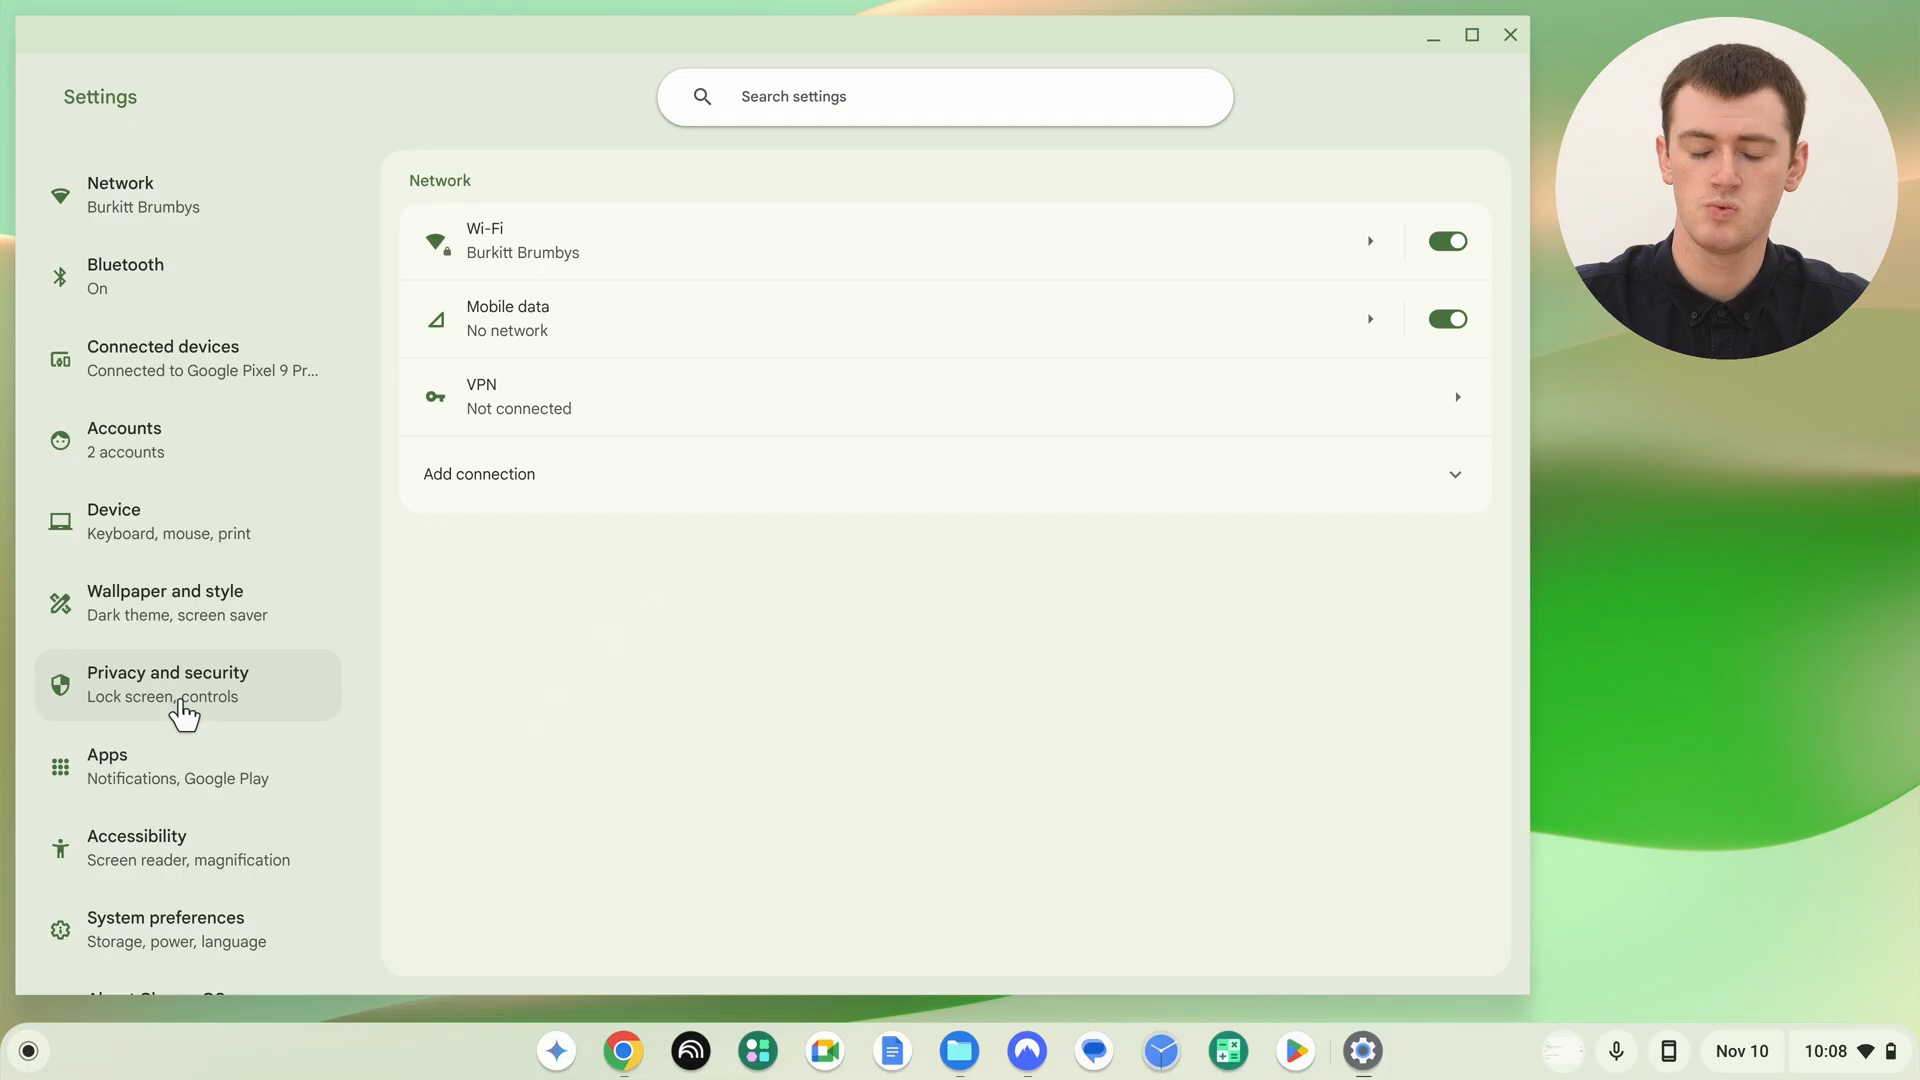 Settings
Search settings
Network
Burkitt Brumbys
Bluetooth
On
Connected devices
Connected to Google Pixel 9 Pr...
Accounts
2 accounts
Device
Keyboard, mouse, print
Wallpaper and style
Dark theme, screen saver
Privacy and security
Lock screen, controls
Apps
Notifications, Google Play
Accessibility
Screen reader, magnification
System preferences
Storage, power, language
Network
Wi-Fi
Burkitt Brumbys
Mobile data
No network
VPN
Not connected
Add connection
Nov 10
10:08